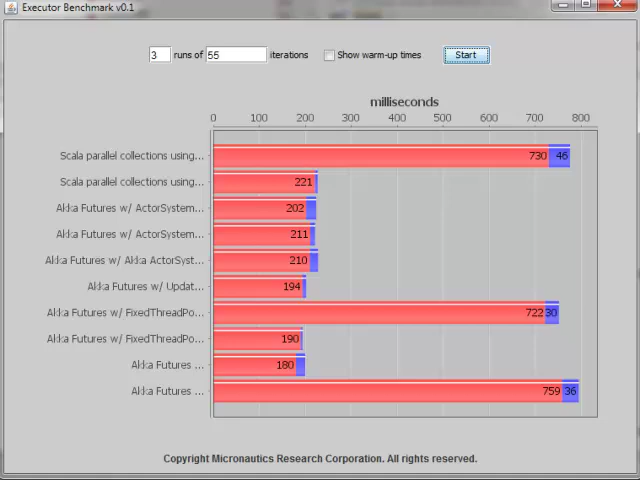 Executor Benchmark v0.1
3 runs of 55 iterations Show warm-up times Start
milliseconds
0 100 200 300 400 500 600 700 800
Scala parallel collections using... 730 46
Scala parallel collections using... 221
Akka Futures w/ ActorSystem... 202
Akka Futures w/ ActorSystem... 211
Akka Futures w/ Akka ActorSyst... 210
Akka Futures w/ Updat... 194
Akka Futures w/ FixedThreadPo... 722 30
Akka Futures w/ FixedThreadPo... 190
Akka Futures ... 180
Akka Futures ... 759 36
Copyright Micronautics Research Corporation. All rights reserved.